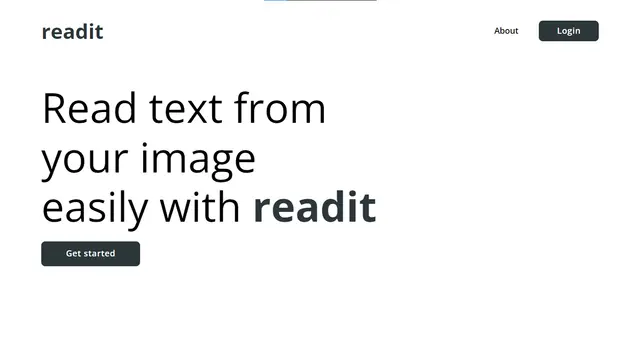 readit
About
Login
Read text from
your image
easily with readit
Get started